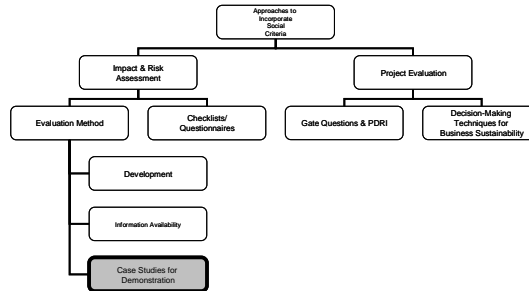 Approaches to
Incorporate
Social
Criteria
Impact & Risk
Assessment
Project Evaluation
Evaluation Method
Checklists/
Questionnaires
Gate Questions & PDRI
Decision-Making
Techniques for
Business Sustainability
Development
Information Availability
Case Studies for
Demonstration